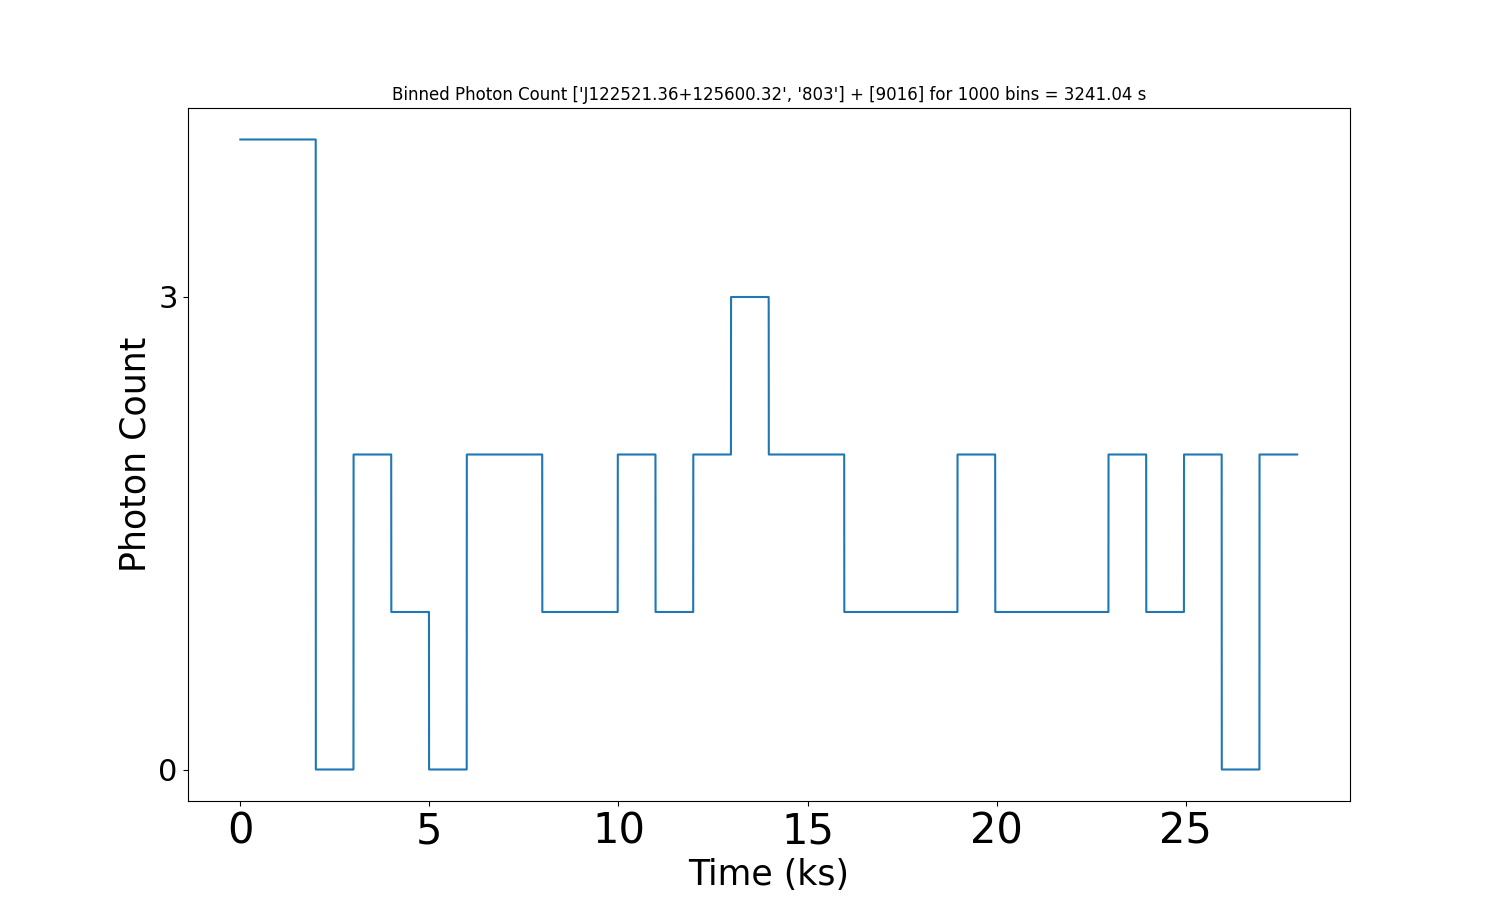 Binned Photon Count ['J122521.36+125600.32', '803'] + [9016] for 1000 bins = 3241.04 s
3
Photon Count
0
0 5 10 15 20 25
Time (ks)